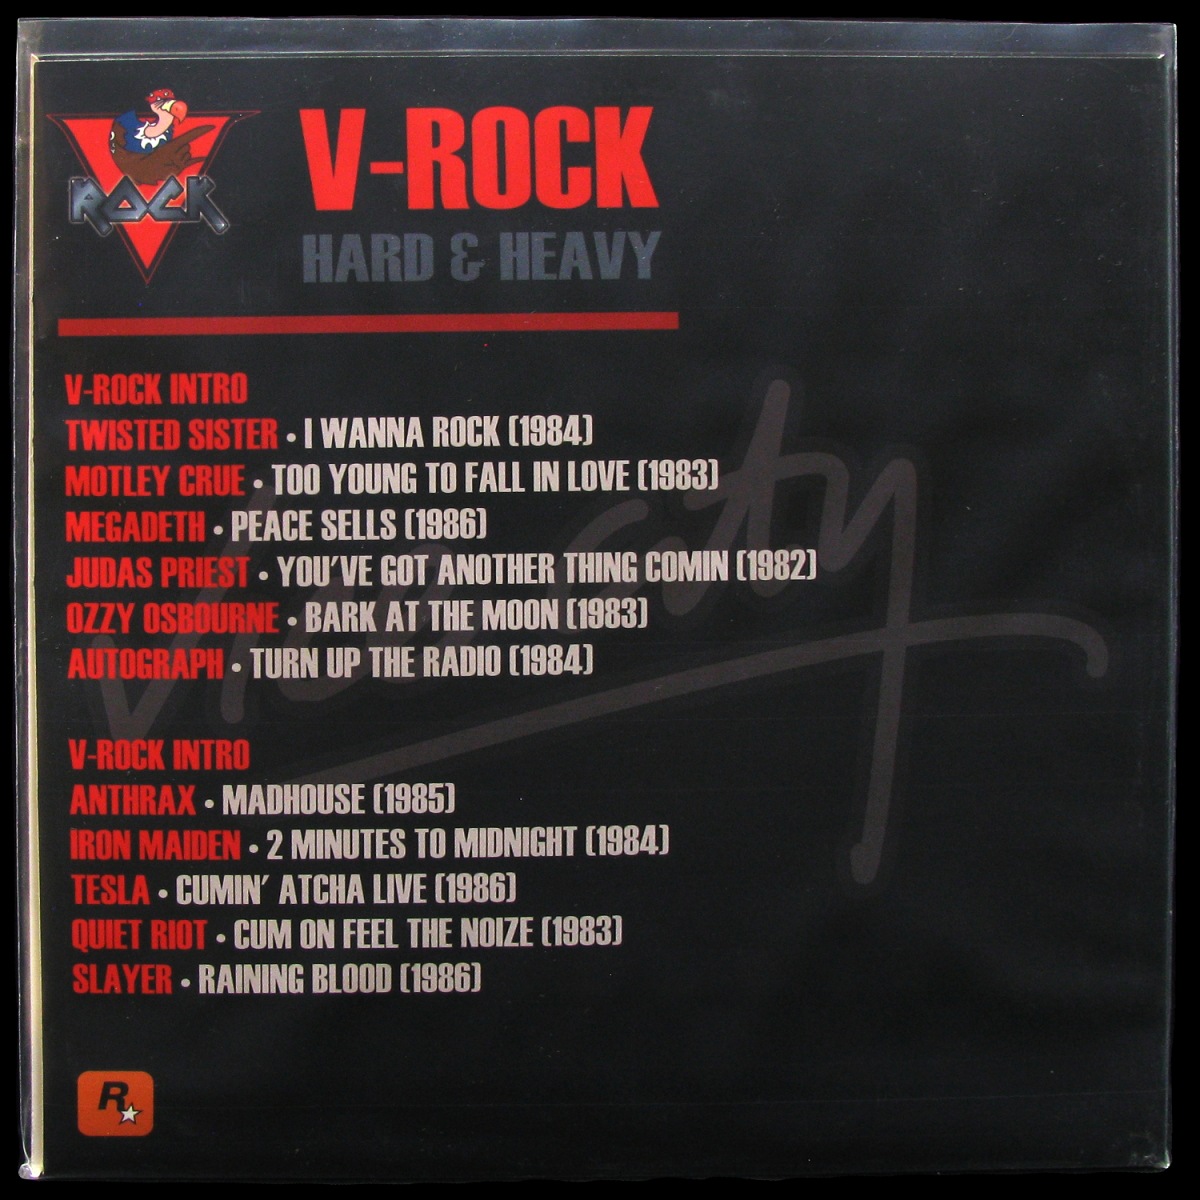 ROCK
V-ROCK
HARD & HEAVY
V-ROCK INTRO
TWISTED SISTER • I WANNA ROCK (1984)
MOTLEY CRUE • TOO YOUNG TO FALL IN LOVE (1983)
MEGADETH • PEACE SELLS (1986)
JUDAS PRIEST • YOU'VE GOT ANOTHER THING COMIN (1982)
OZZY OSBOURNE • BARK AT THE MOON (1983)
AUTOGRAPH • TURN UP THE RADIO (1984)
vice city
V-ROCK INTRO
ANTHRAX • MADHOUSE (1985)
IRON MAIDEN • 2 MINUTES TO MIDNIGHT (1984)
TESLA • CUMIN' ATCHA LIVE (1986)
QUIET RIOT • CUM ON FEEL THE NOIZE (1983)
SLAYER • RAINING BLOOD (1986)
R